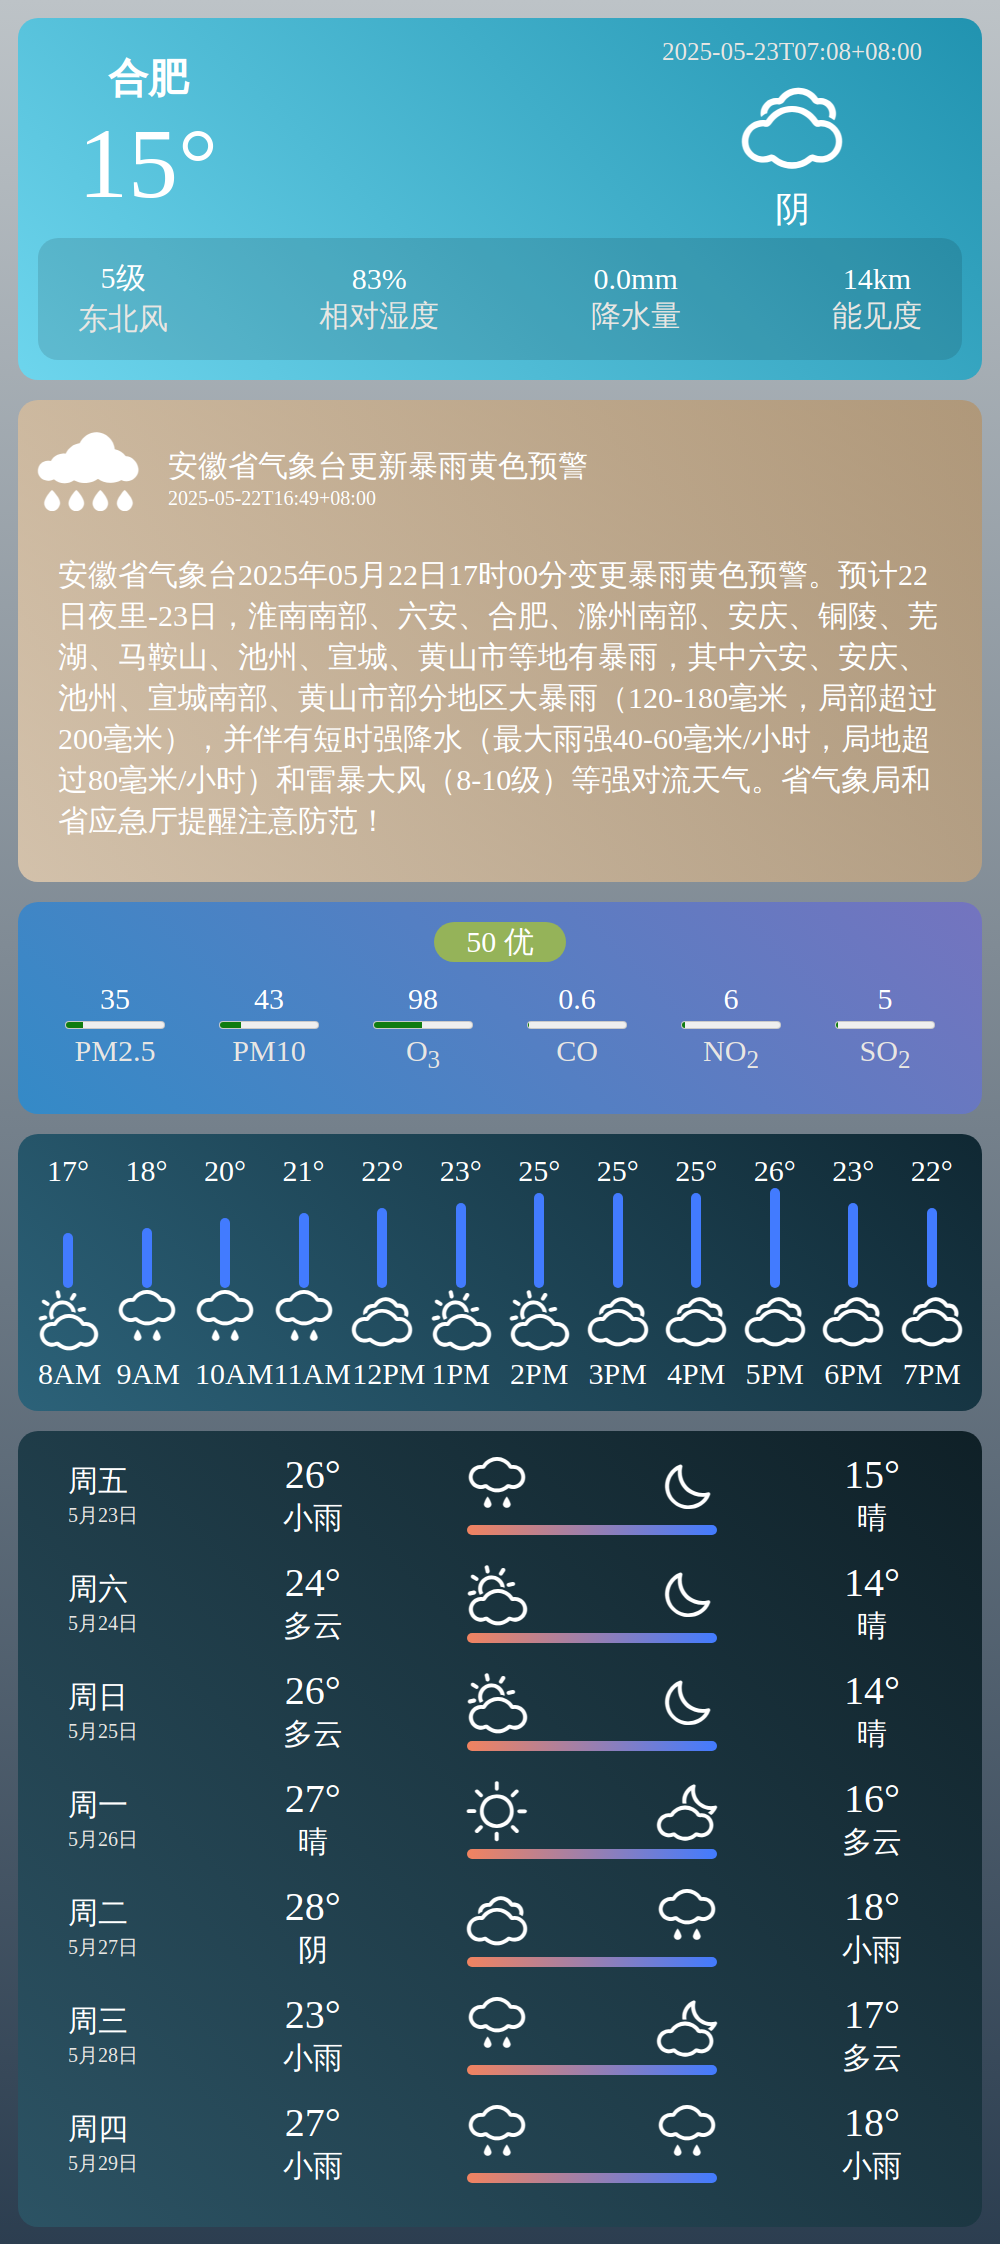 合肥
2025-05-23T07:08+08:00
15°
阴
5级 83% 0.0mm 14km
东北风 相对湿度 降水量 能见度
安徽省气象台更新暴雨黄色预警
2025-05-22T16:49+08:00
安徽省气象台2025年05月22日17时00分变更暴雨黄色预警。预计22
日夜里-23日，淮南南部、六安、合肥、滁州南部、安庆、铜陵、芜
湖、马鞍山、池州、宣城、黄山市等地有暴雨，其中六安、安庆、
池州、宣城南部、黄山市部分地区大暴雨（120-180毫米，局部超过
200毫米），并伴有短时强降水（最大雨强40-60毫米/小时，局地超
过80毫米/小时）和雷暴大风（8-10级）等强对流天气。省气象局和
省应急厅提醒注意防范！
50 优
35 43 98 0.6 6 5
PM2.5 PM10 O3 CO NO2 SO2
17° 18° 20° 21° 22° 23° 25° 25° 25° 26° 23° 22°
8AM 9AM 10AM 11AM 12PM 1PM 2PM 3PM 4PM 5PM 6PM 7PM
周五 26° 15°
5月23日 小雨 晴
周六 24° 14°
5月24日 多云 晴
周日 26° 14°
5月25日 多云 晴
周一 27° 16°
5月26日 晴 多云
周二 28° 18°
5月27日 阴 小雨
周三 23° 17°
5月28日 小雨 多云
周四 27° 18°
5月29日 小雨 小雨